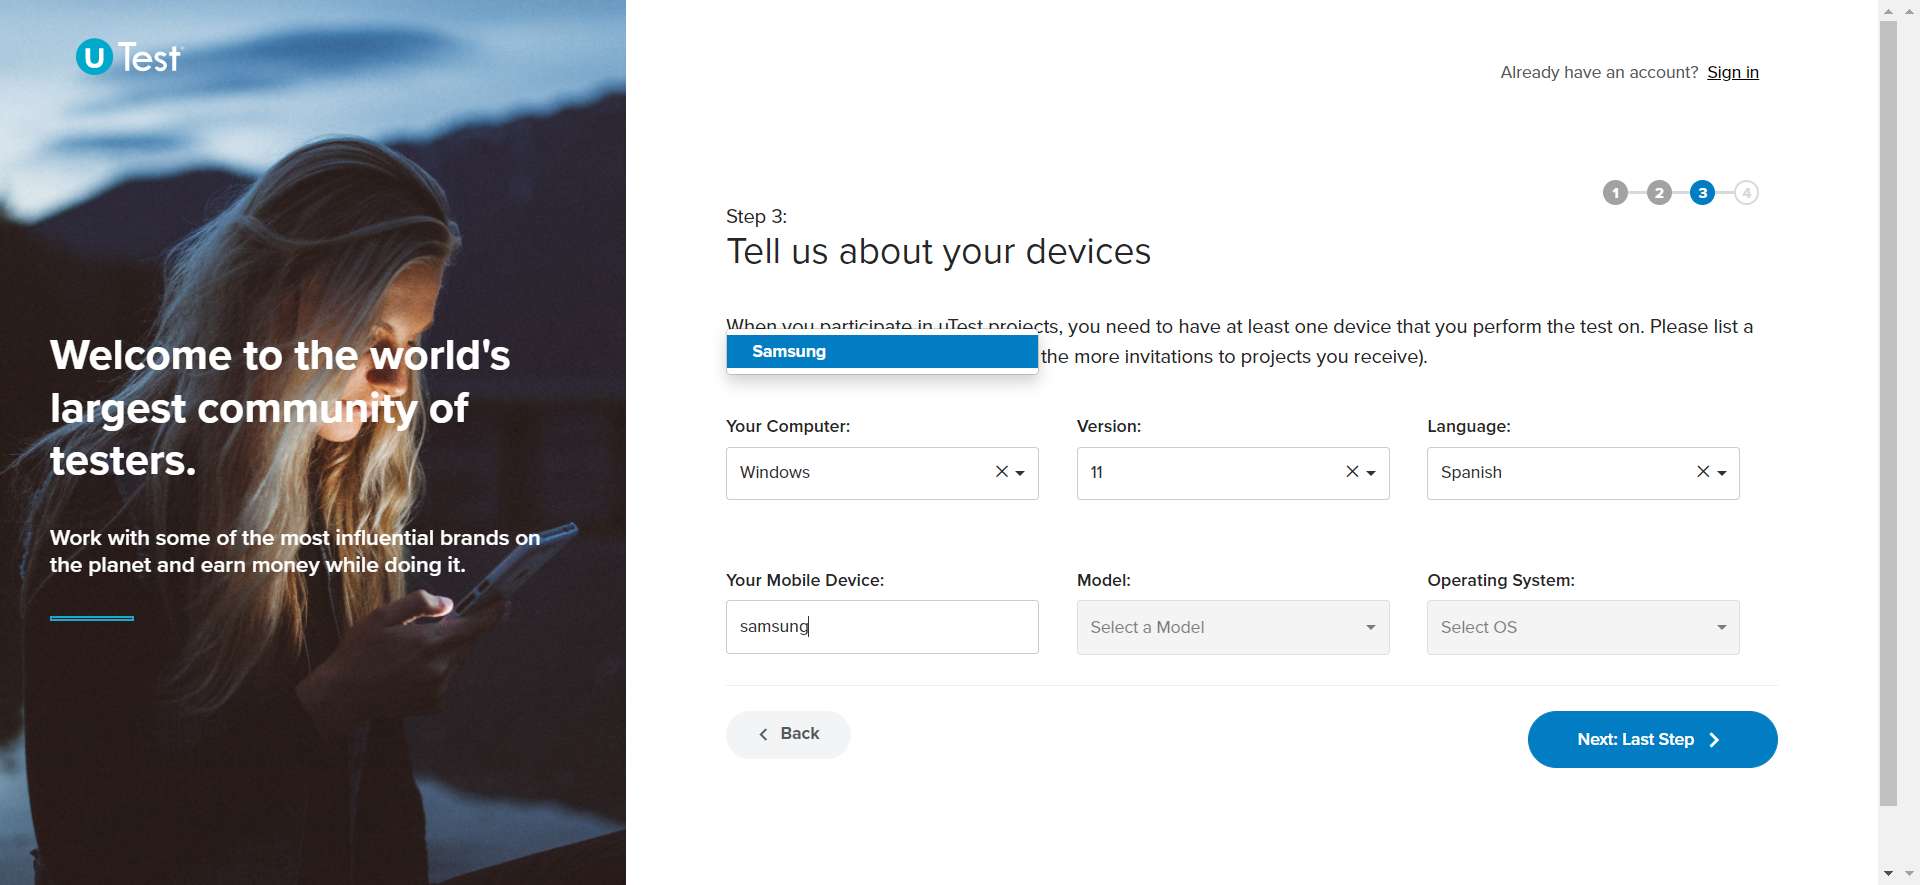 U Test
Welcome to the world's
largest community of
testers.
Work with some of the most influential brands on
the planet and earn money while doing it.
Already have an account? Sign in
1 2 3 4
Step 3:
Tell us about your devices
When you participate in uTest projects, you need to have at least one device that you perform the test on. Please list a
Samsung
the more invitations to projects you receive).
Your Computer: Version: Language:
Windows 11 Spanish
Your Mobile Device: Model: Operating System:
samsung Select a Model Select OS
Back Next: Last Step